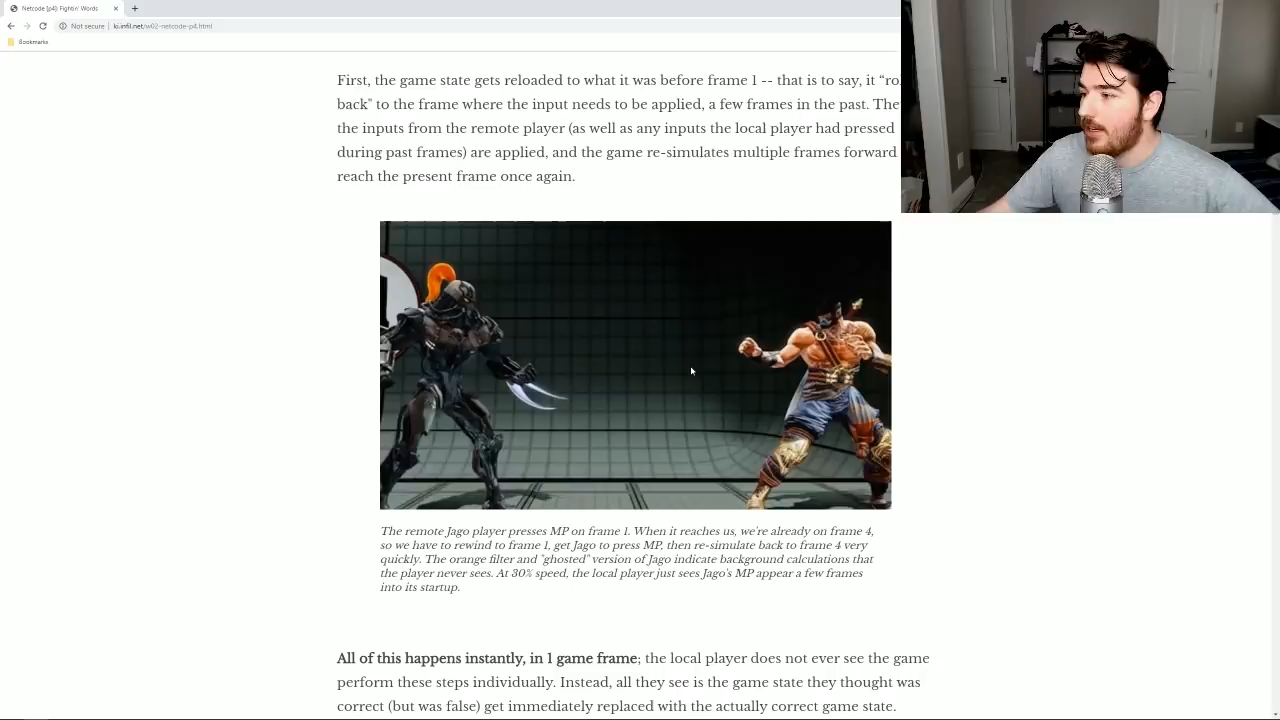 Netcode [p4]: Fightin' Words
Not secure
ki.infil.net/w02-netcode-p4.html
Bookmarks
First, the game state gets reloaded to what it was before frame 1 -- that is to say, it “ro
back" to the frame where the input needs to be applied, a few frames in the past. The
the inputs from the remote player (as well as any inputs the local player had pressed
during past frames) are applied, and the game re-simulates multiple frames forward
reach the present frame once again.
The remote Jago player presses MP on frame 1. When it reaches us, we're already on frame 4,
so we have to rewind to frame 1, get Jago to press MP, then re-simulate back to frame 4 very
quickly. The orange filter and "ghosted" version of Jago indicate background calculations that
the player never sees. At 30% speed, the local player just sees Jago's MP appear a few frames
into its startup.
All of this happens instantly, in 1 game frame; the local player does not ever see the game
perform these steps individually. Instead, all they see is the game state they thought was
correct (but was false) get immediately replaced with the actually correct game state.